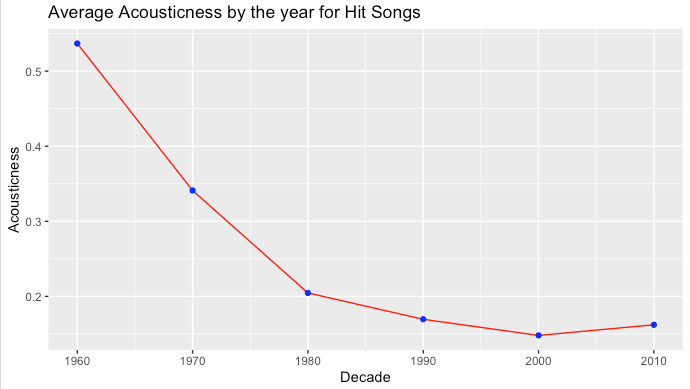 Average Acousticness by the year for Hit Songs
Acousticness
0.5
0.4
0.3
0.2
1960 1970 1980 1990 2000 2010
Decade